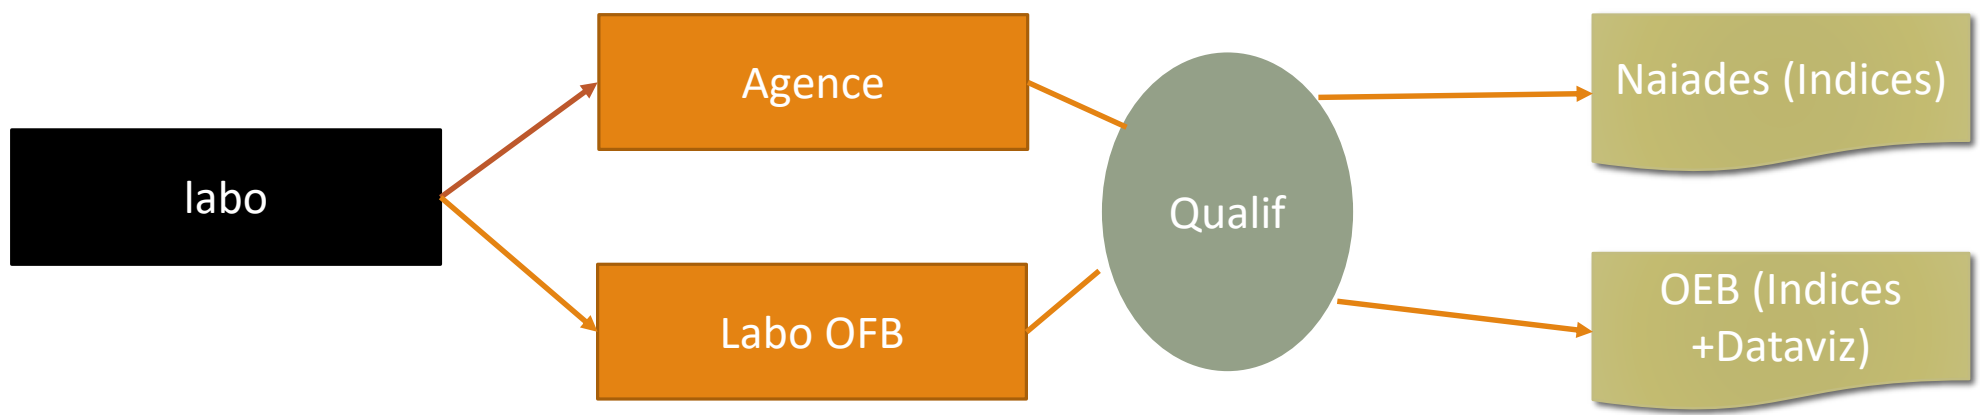 labo
Agence
Labo OFB
Qualif
Naiades (Indices)
OEB (Indices
+Dataviz)